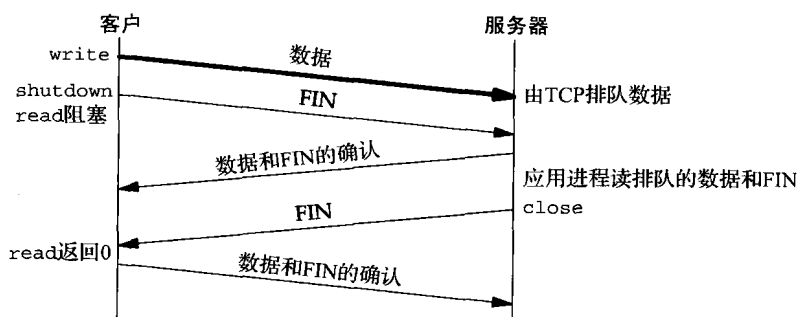 客户
服务器
write
数据
shutdown
FIN
由TCP排队数据
read阻塞
数据和FIN的确认
应用进程读排队的数据和FIN
FIN
close
read返回0
数据和FIN的确认